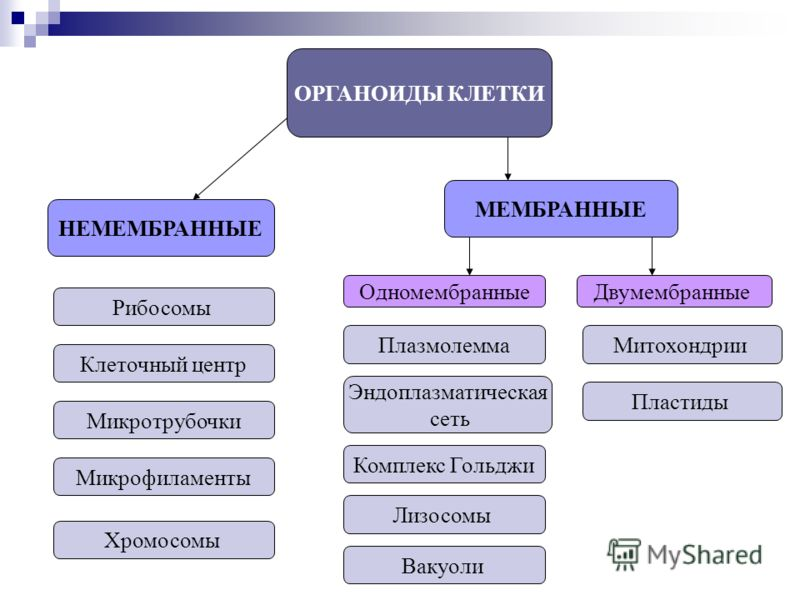 ОРГАНОИДЫ КЛЕТКИ
НЕМЕМБРАННЫЕ
МЕМБРАННЫЕ
Рибосомы
Клеточный центр
Микротрубочки
Микрофиламенты
Хромосомы
Одномембранные
Плазмолемма
Эндоплазматическая
сеть
Комплекс Гольджи
Лизосомы
Вакуоли
Двумембранные
Митохондрии
Пластиды
MyShared